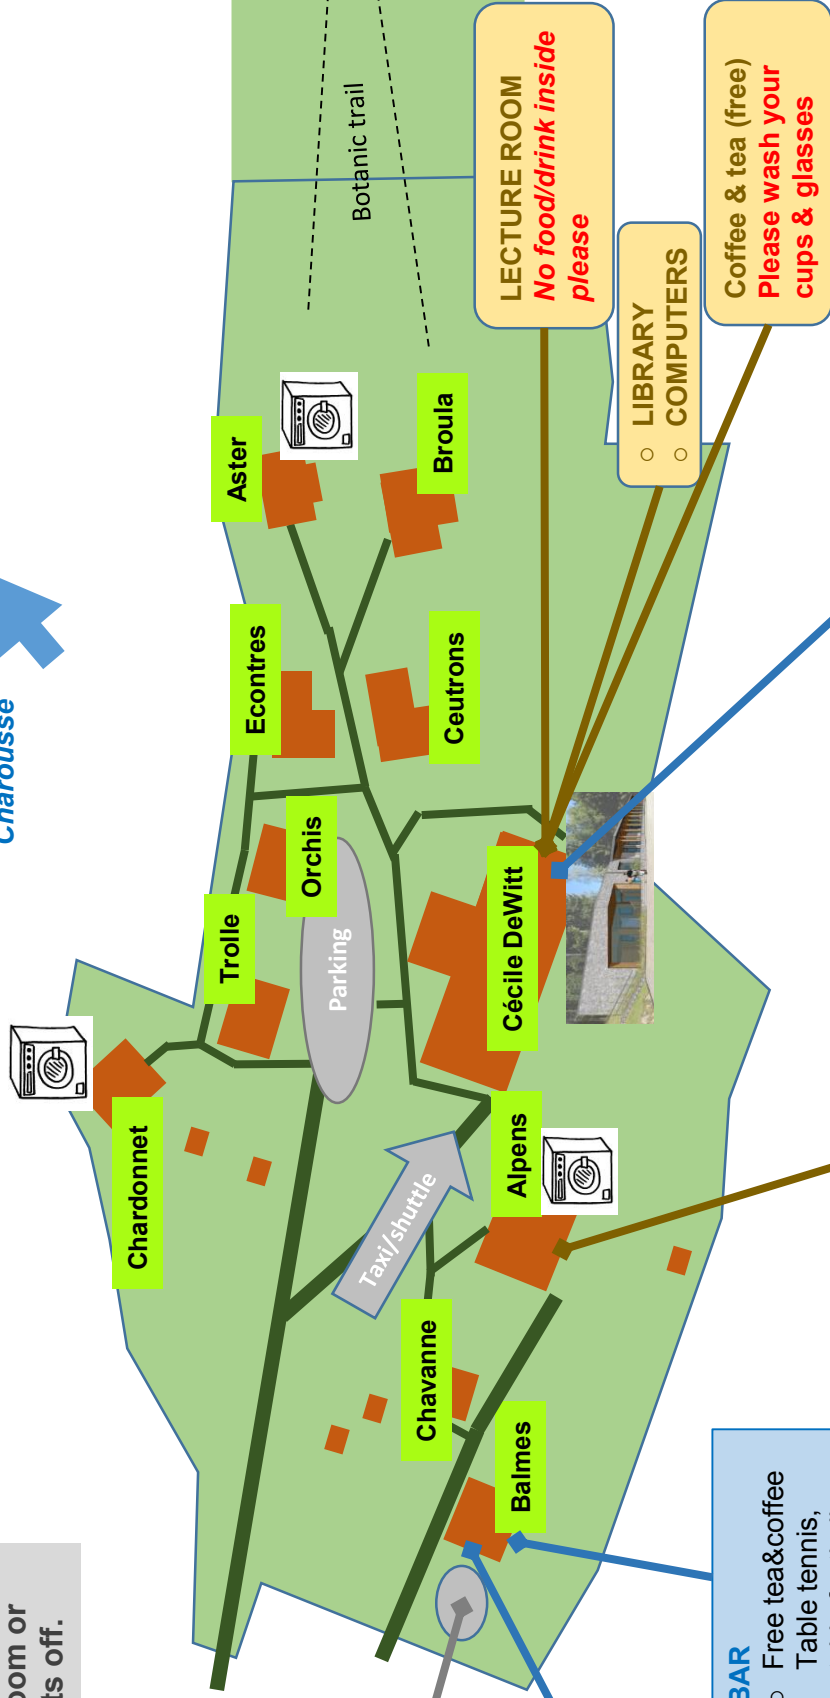 Charousse
Botanic trail
LECTURE ROOM
No food/drink inside
please
LIBRARY
COMPUTERS
Coffee & tea (free)
Please wash your
cups & glasses
Aster
Broula
Econtres
Ceutrons
Orchis
Trolle
Parking
Cécile DeWitt
Chardonnet
Alpens
Taxi/shuttle
Chavanne
Balmes
or
off.
BAR
Free tea&coffee
Table tennis,